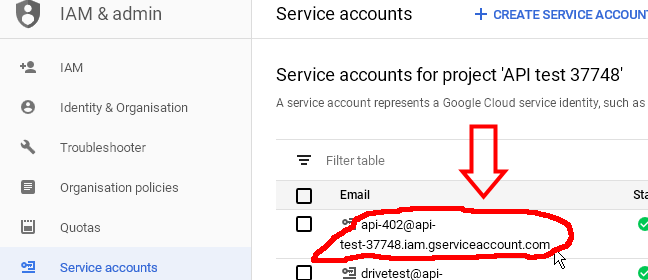 IAM & admin
Service accounts
+ CREATE SERVICE ACCOUNT
IAM
Identity & Organisation
Troubleshooter
Organisation policies
Quotas
Service accounts
Service accounts for project 'API test 37748'
A service account represents a Google Cloud service identity, such as
Filter table
Email
Sta
api-402@api-
test-37748.iam.gserviceaccount.com
drivetest@api-